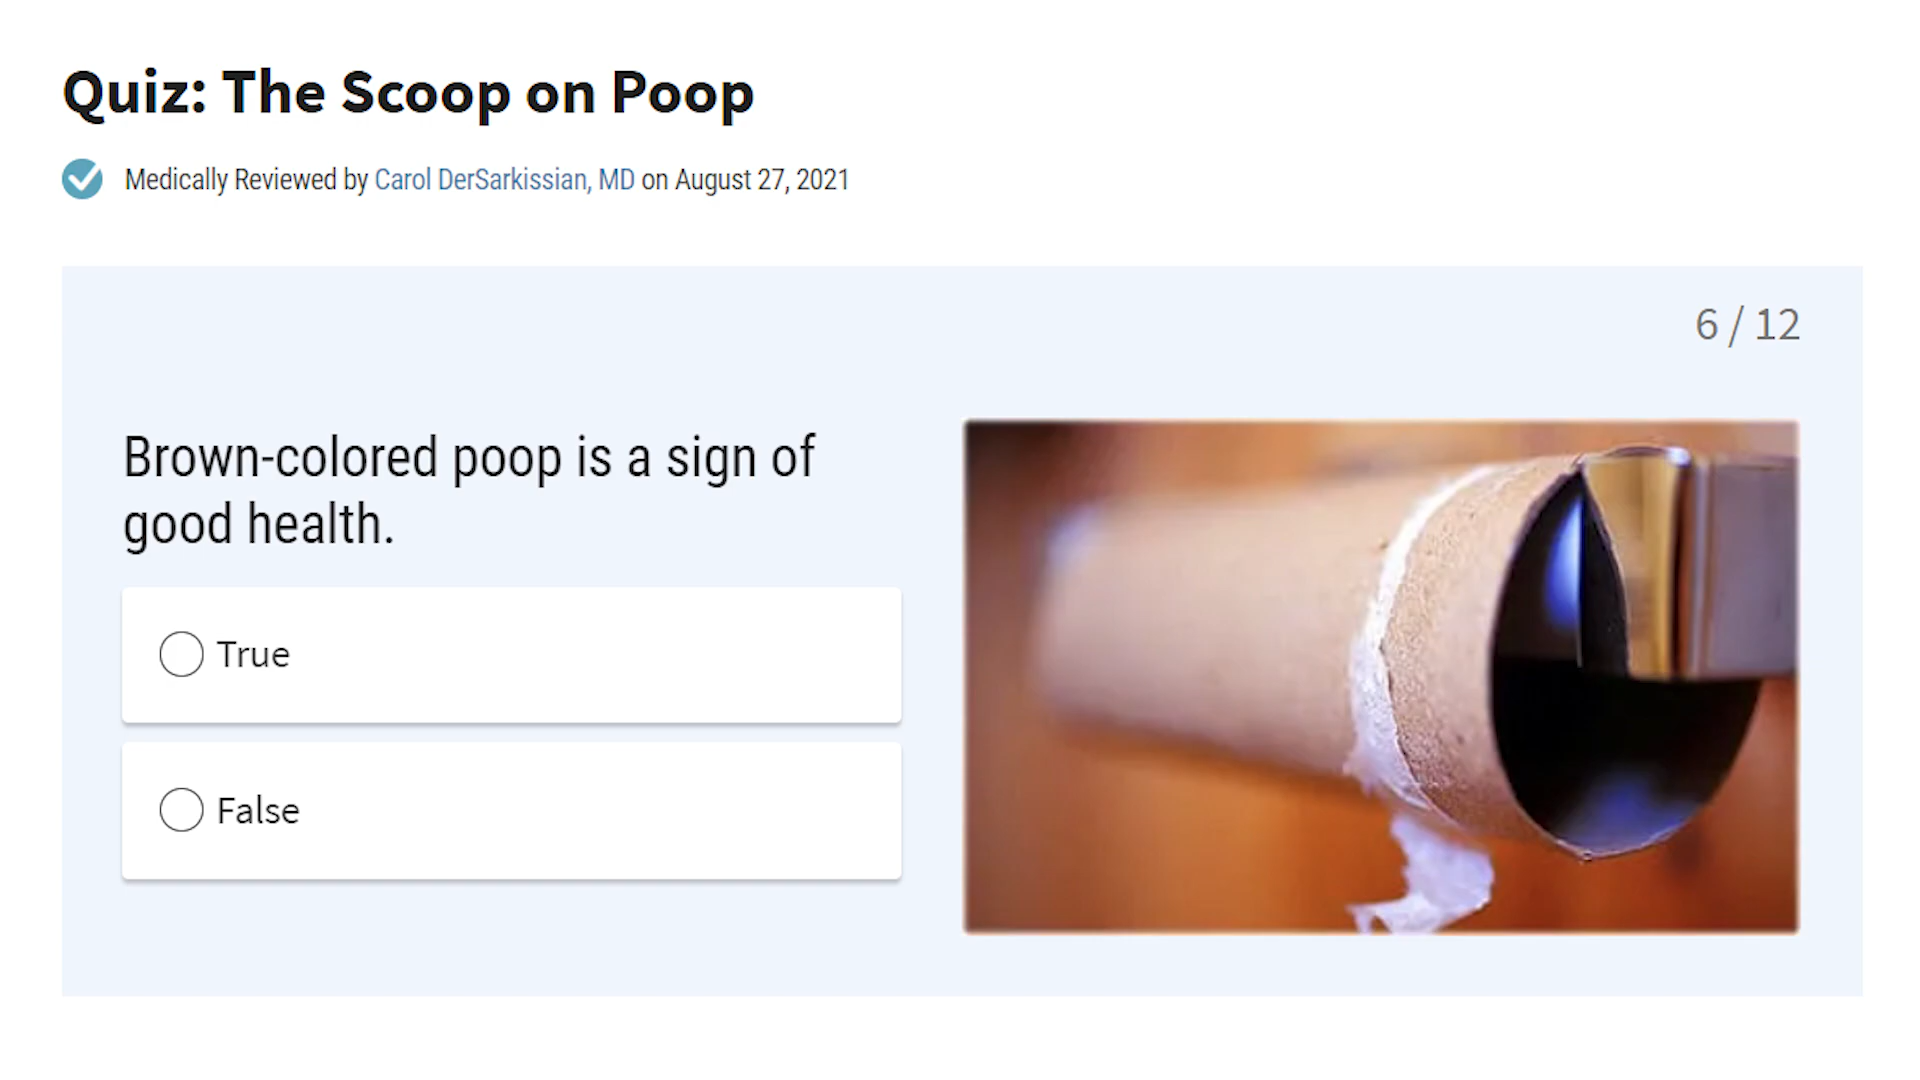 Quiz: The Scoop on Poop
Medically Reviewed by Carol DerSarkissian, MD on August 27, 2021
6 / 12
Brown-colored poop is a sign of
good health.
True
False